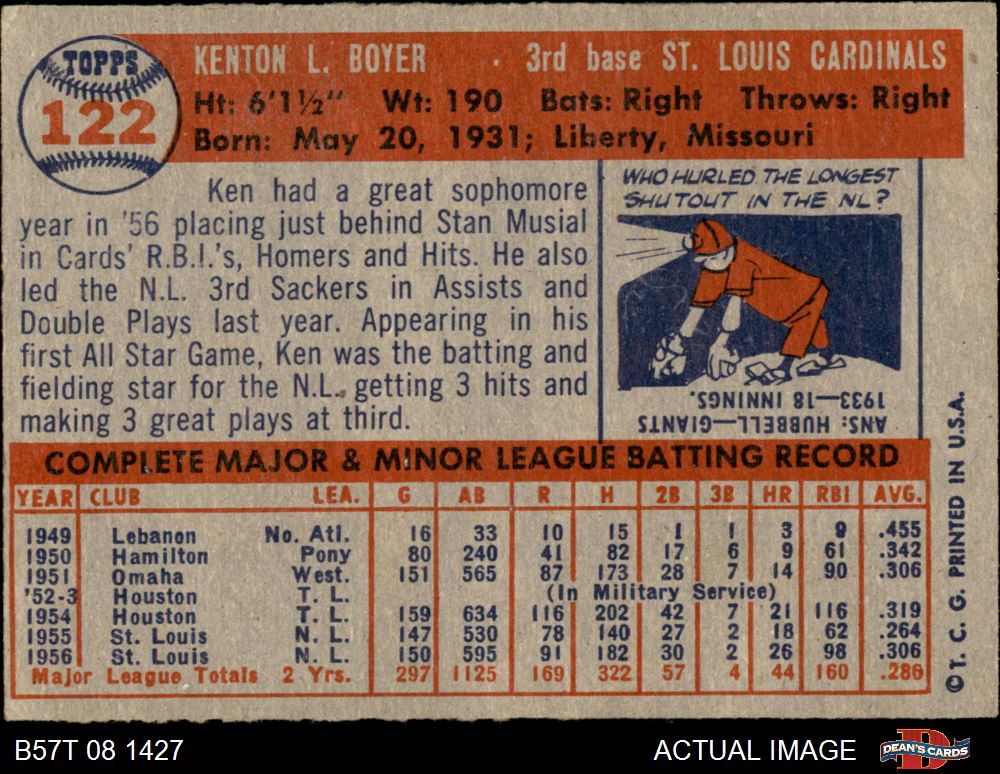 TOPPS
122
KENTON L. BOYER · 3rd base ST. LOUIS CARDINALS
Ht: 6'1½" Wt: 190 Bats: Right Throws: Right
Born: May 20, 1931; Liberty, Missouri
Ken had a great sophomore
year in '56 placing just behind Stan Musial
in Cards' R.B.I.'s, Homers and Hits. He also
led the N.L. 3rd Sackers in Assists and
Double Plays last year. Appearing in his
first All Star Game, Ken was the batting and
fielding star for the N.L. getting 3 hits and
making 3 great plays at third.
WHO HURLED THE LONGEST
SHUTOUT IN THE NL?
ANS: HUBBELL—GIANTS
1933—18 INNINGS.
COMPLETE MAJOR & MINOR LEAGUE BATTING RECORD
YEAR CLUB LEA. G AB R H 2B 3B HR RBI AVG.
1949 Lebanon No. Atl. 16 33 10 15 1 1 3 9 .455
1950 Hamilton Pony 80 240 41 82 17 6 9 61 .342
1951 Omaha West. 151 565 87 173 28 7 14 90 .306
'52-3 Houston T. L. (In Military Service)
1954 Houston T. L. 159 634 116 202 42 7 21 116 .319
1955 St. Louis N. L. 147 530 78 140 27 2 18 62 .264
1956 St. Louis N. L. 150 595 91 182 30 2 26 98 .306
Major League Totals 2 Yrs. 297 1125 169 322 57 4 44 160 .286
© T. C. G. PRINTED IN U.S.A.
B57T 08 1427 ACTUAL IMAGE
DEAN'S CARDS